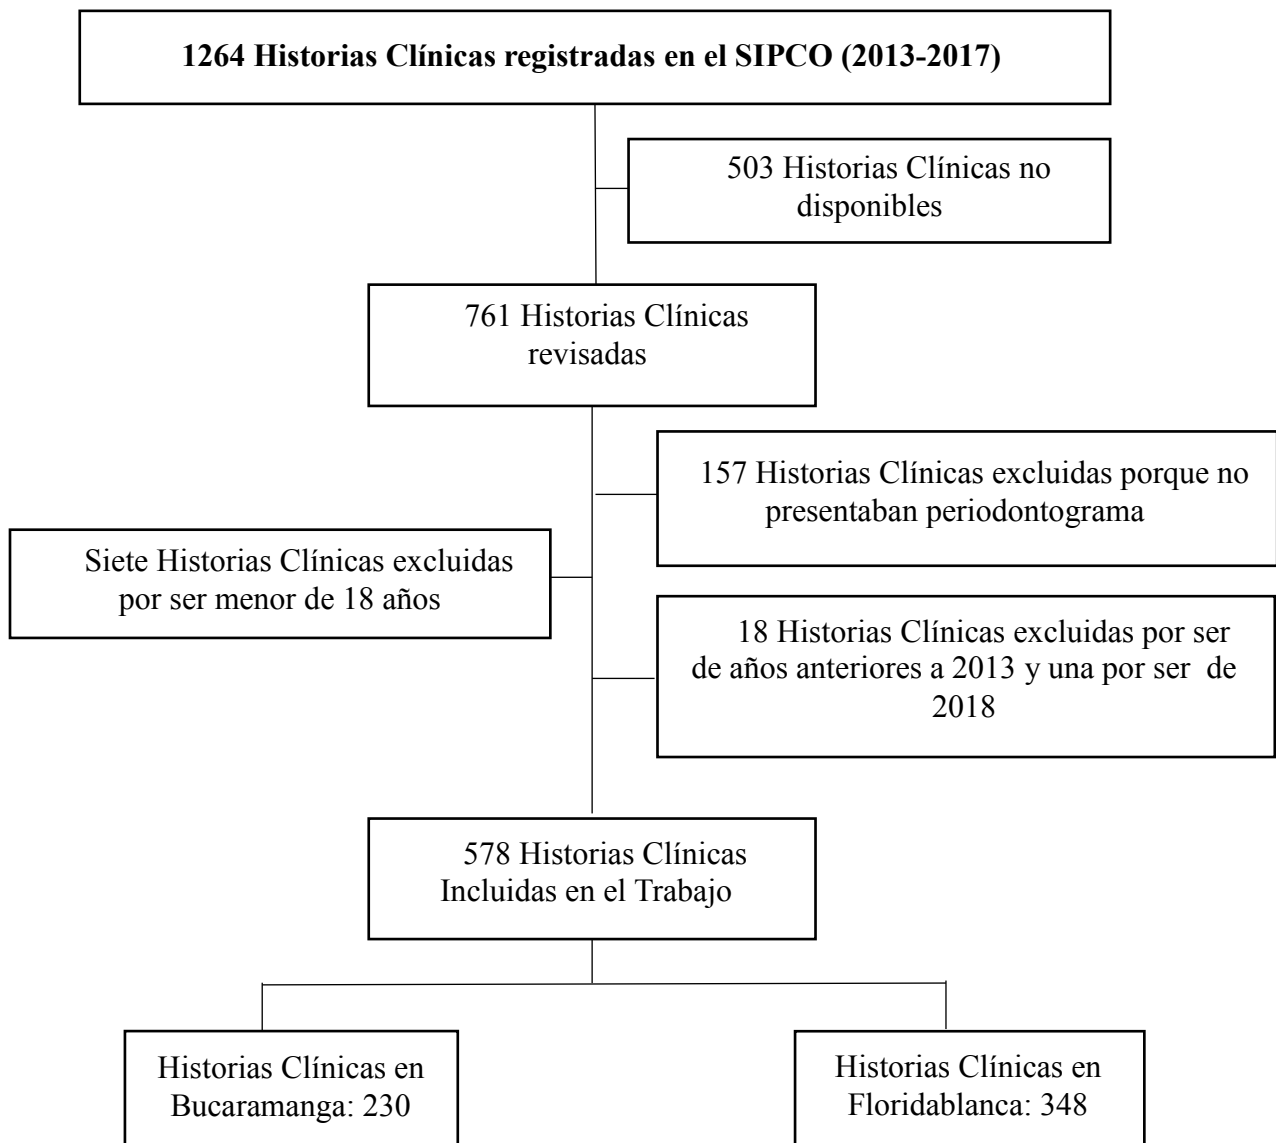 1264 Historias Clínicas registradas en el SIPCO (2013-2017)
503 Historias Clínicas no
disponibles
761 Historias Clínicas
revisadas
157 Historias Clínicas excluidas porque no
presentaban periodontograma
Siete Historias Clínicas excluidas
por ser menor de 18 años
18 Historias Clínicas excluidas por ser
de años anteriores a 2013 y una por ser de
2018
578 Historias Clínicas
Incluidas en el Trabajo
Historias Clínicas en
Bucaramanga: 230
Historias Clínicas en
Floridablanca: 348